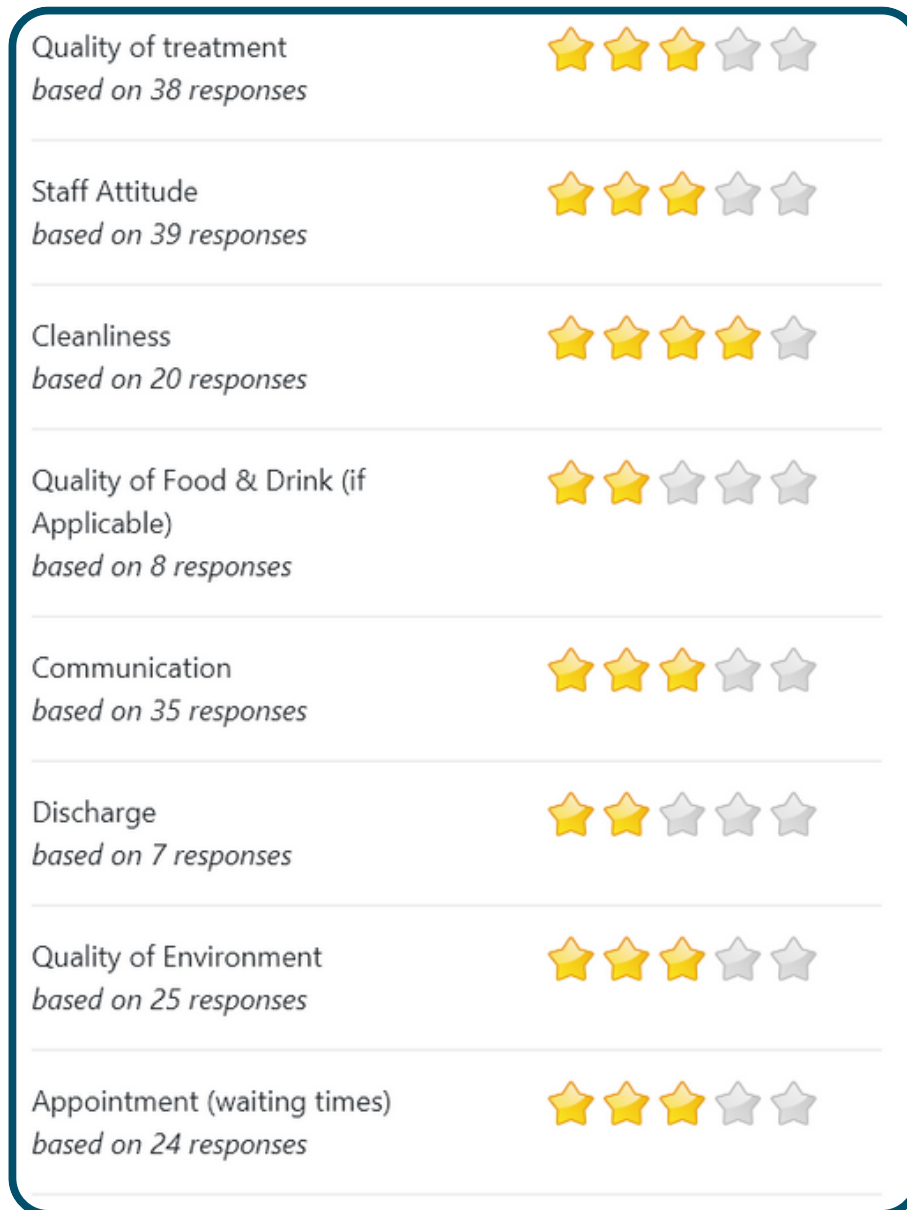 Quality of treatment
based on 38 responses
Staff Attitude
based on 39 responses
Cleanliness
based on 20 responses
Quality of Food & Drink (if
Applicable)
based on 8 responses
Communication
based on 35 responses
Discharge
based on 7 responses
Quality of Environment
based on 25 responses
Appointment (waiting times)
based on 24 responses